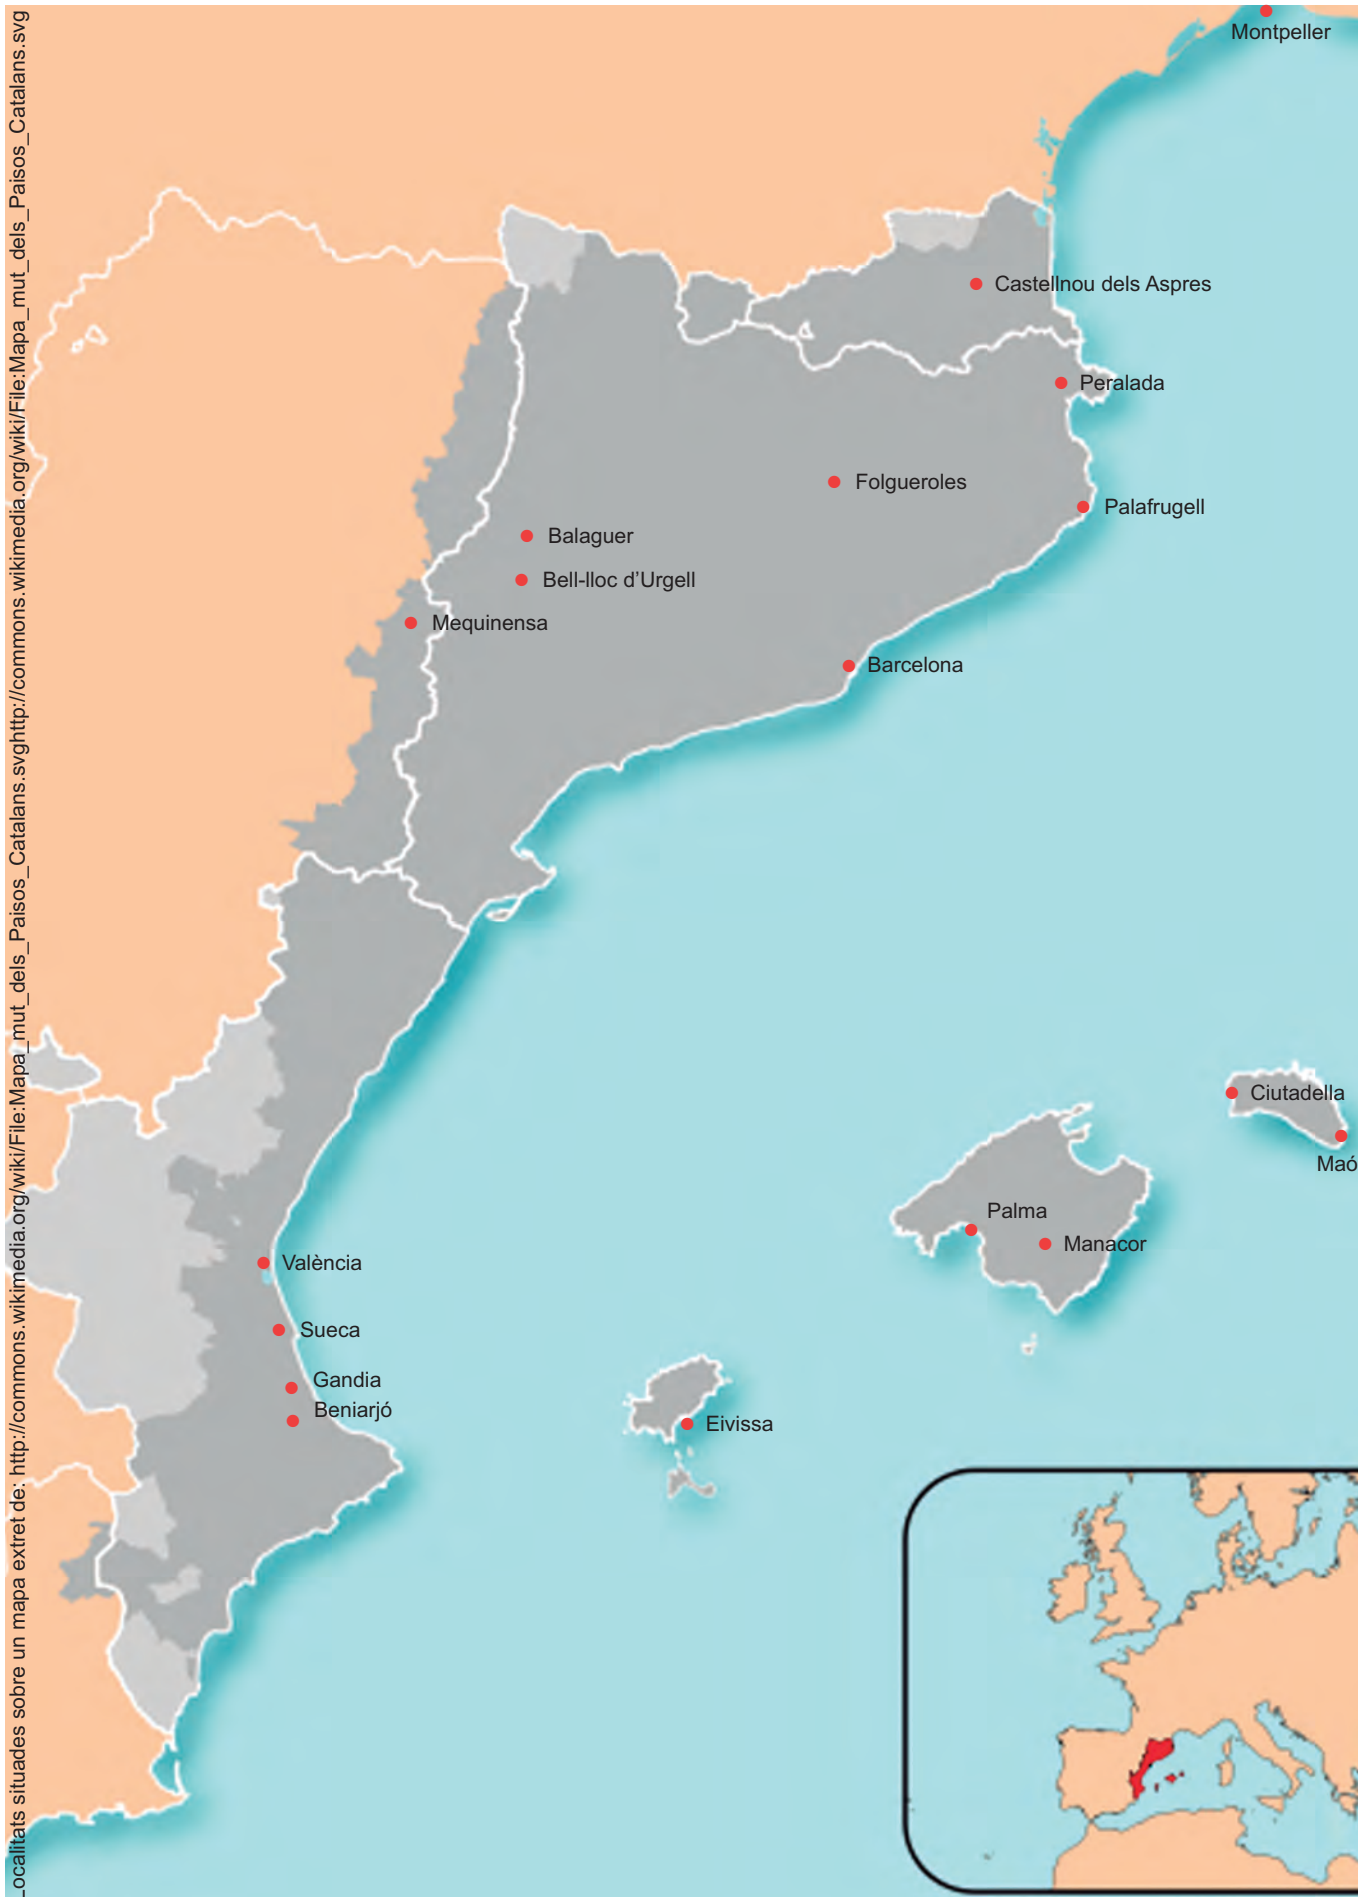 Montpeller
Castellnou dels Aspres
Peralada
Folgueroles
Palafrugell
Balaguer
Bell-lloc d'Urgell
Mequinensa
Barcelona
Ciutadella
Maó
Palma
Manacor
València
Sueca
Gandia
Beniarjó
Eivissa
Localitats situades sobre un mapa extret de: http://commons.wikimedia.org/wiki/File:Mapa_mut_dels_Paisos_Catalans.svghttp://commons.wikimedia.org/wiki/File:Mapa_mut_dels_Paisos_Catalans.svg